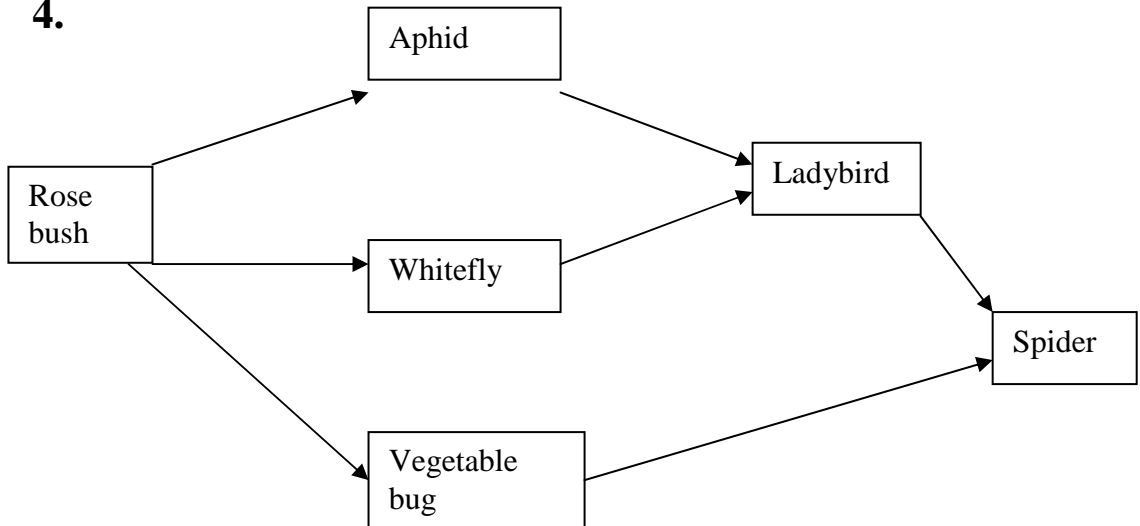 4.
Aphid
Rose
bush
Ladybird
Whitefly
Spider
Vegetable
bug